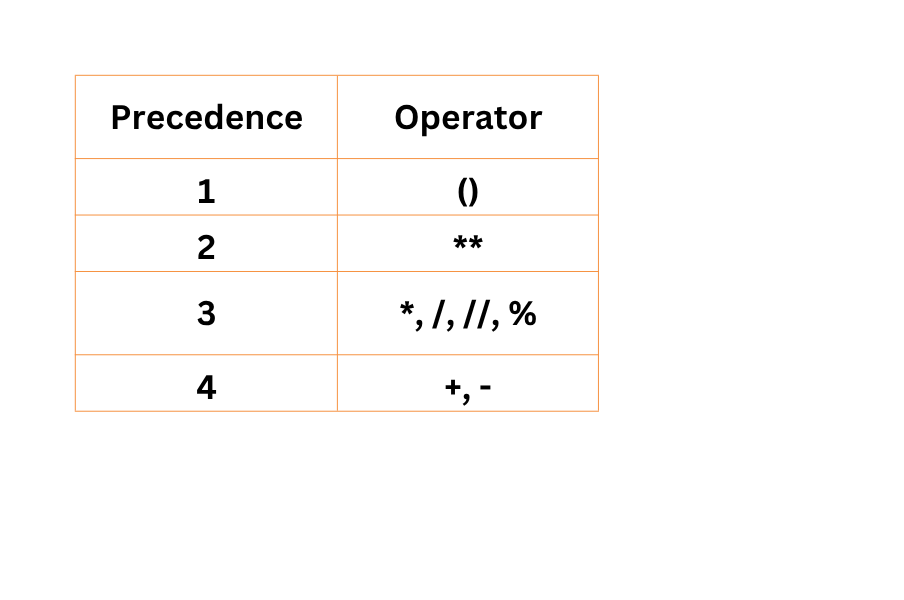 Precedence Operator
1 ()
2 **
3 *, /, //, %
4 +, -